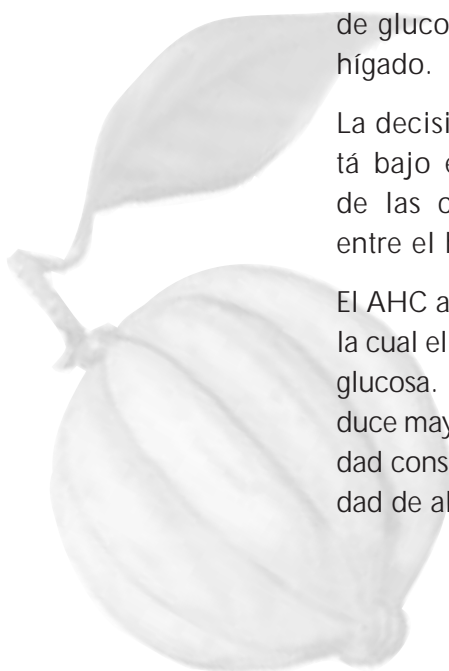 de gluco
hígado.
La decisi
tá bajo e
de las c
entre el l
El AHC a
la cual el
glucosa.
duce may
dad cons
dad de al